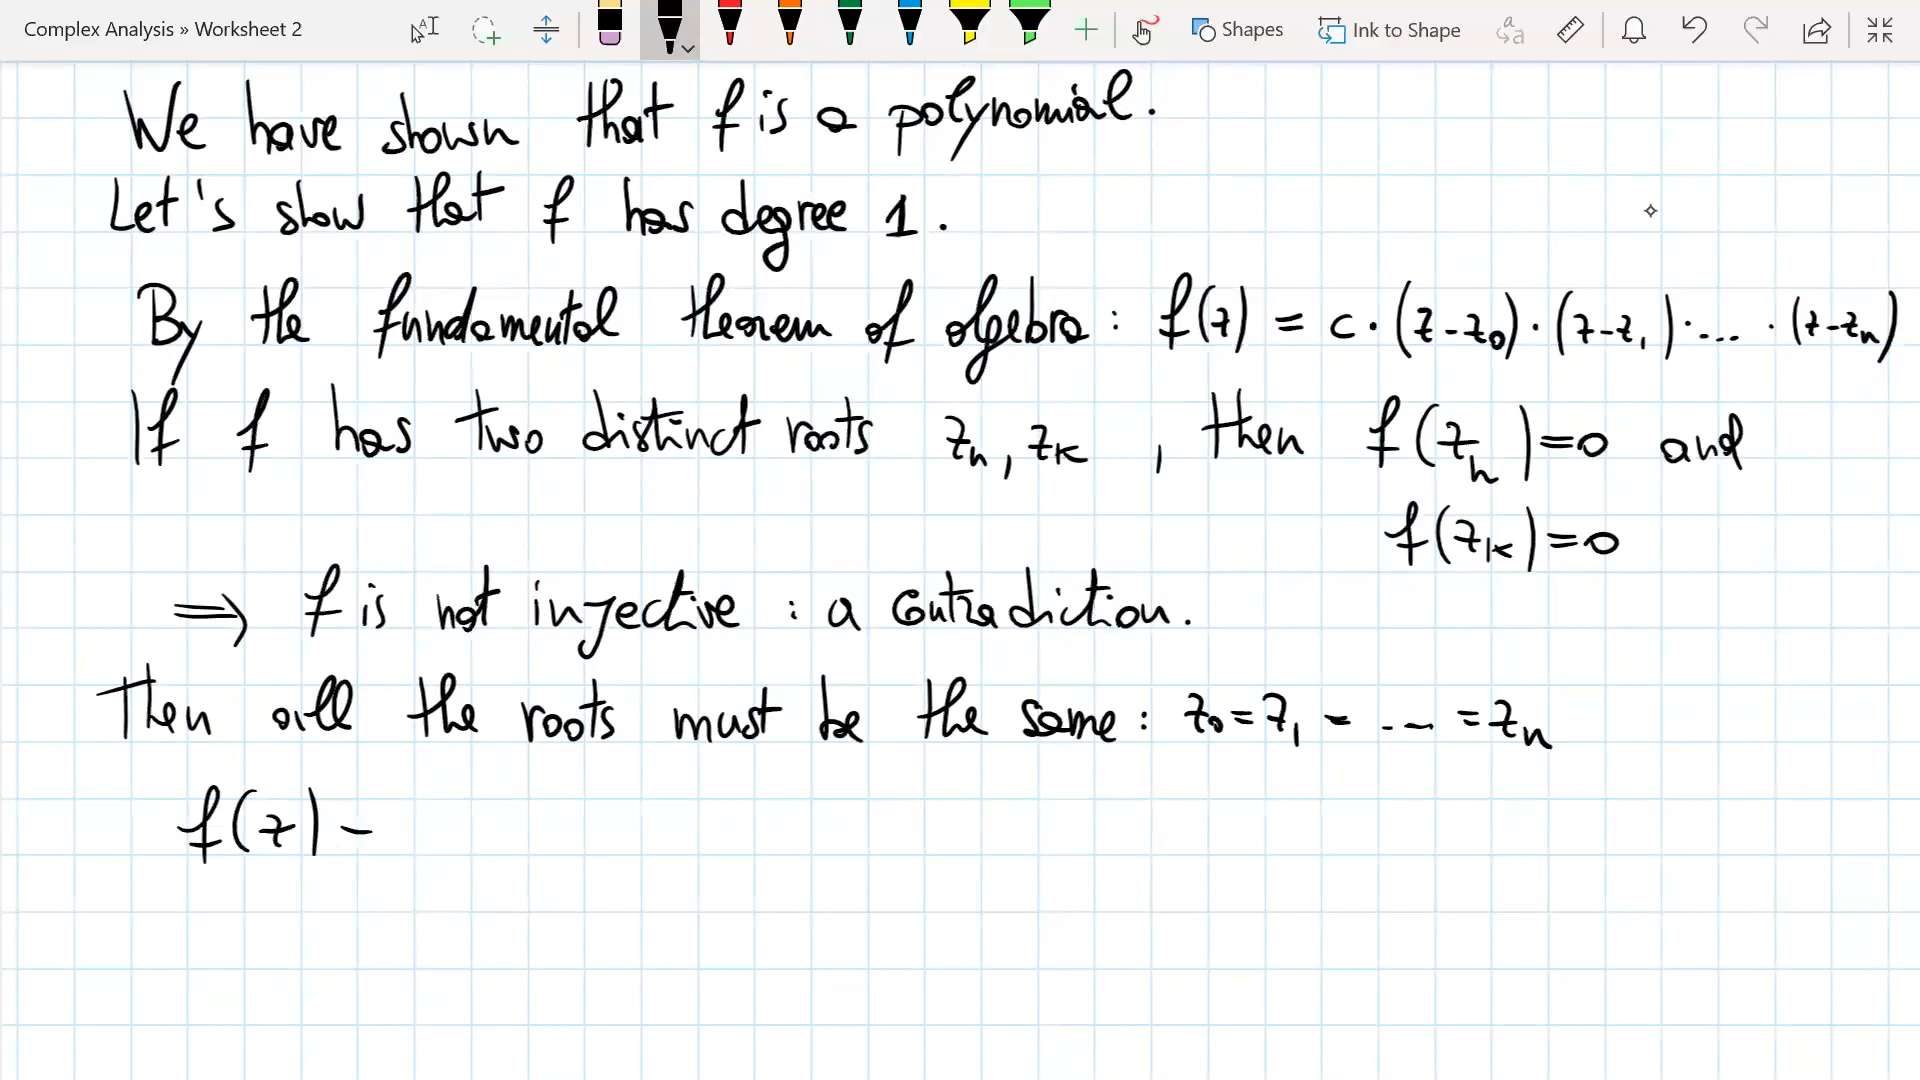 Complex Analysis » Worksheet 2
Shapes
Ink to Shape
We have shown that f is a polynomial.
Let's show that f has degree 1.
By the fundamental theorem of algebra: f(z) = c·(z-z₀)·(z-z₁)·...·(z-zₙ)
If f has two distinct roots zₙ, zₖ, then f(zₙ)=0 and
f(zₖ)=0
⟹ f is not injective: a contradiction.
Then all the roots must be the same: z₀=z₁=...=zₙ
f(z) -